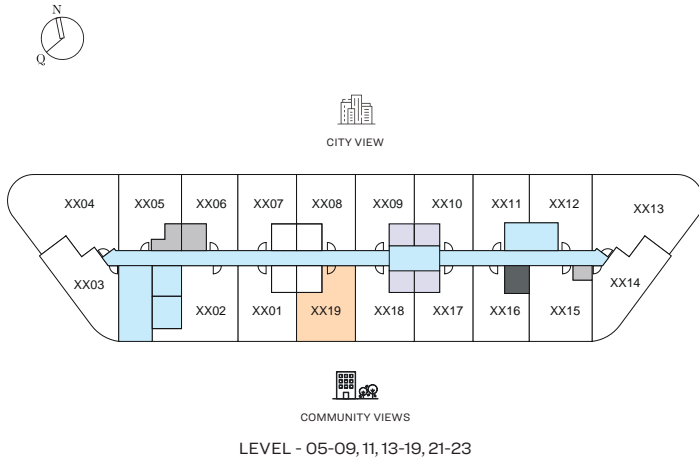 N
Q
CITY VIEW
XX04 XX05 XX06 XX07 XX08 XX09 XX10 XX11 XX12 XX13
XX03 XX14
XX02 XX01 XX19 XX18 XX17 XX16 XX15
COMMUNITY VIEWS
LEVEL - 05-09, 11, 13-19, 21-23